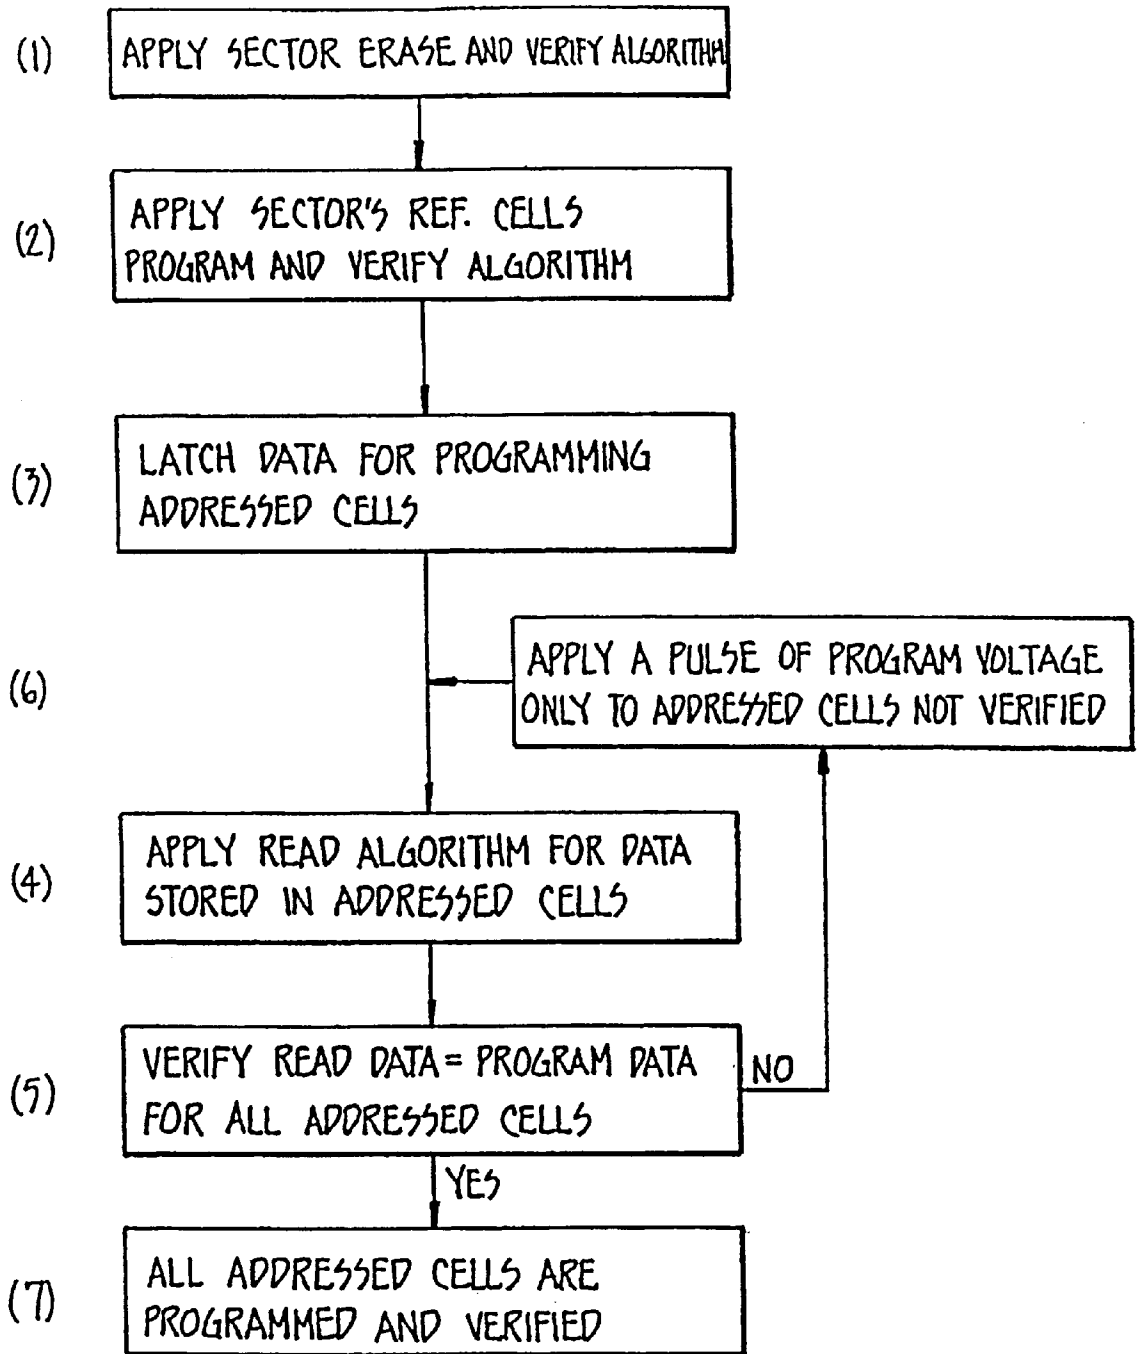 (1)
APPLY SECTOR ERASE AND VERIFY ALGORITHM
(2)
APPLY SECTOR'S REF. CELLS
PROGRAM AND VERIFY ALGORITHM
(3)
LATCH DATA FOR PROGRAMMING
ADDRESSED CELLS
(6)
APPLY A PULSE OF PROGRAM VOLTAGE
ONLY TO ADDRESSED CELLS NOT VERIFIED
(4)
APPLY READ ALGORITHM FOR DATA
STORED IN ADDRESSED CELLS
(5)
VERIFY READ DATA = PROGRAM DATA
FOR ALL ADDRESSED CELLS
NO
YES
(7)
ALL ADDRESSED CELLS ARE
PROGRAMMED AND VERIFIED